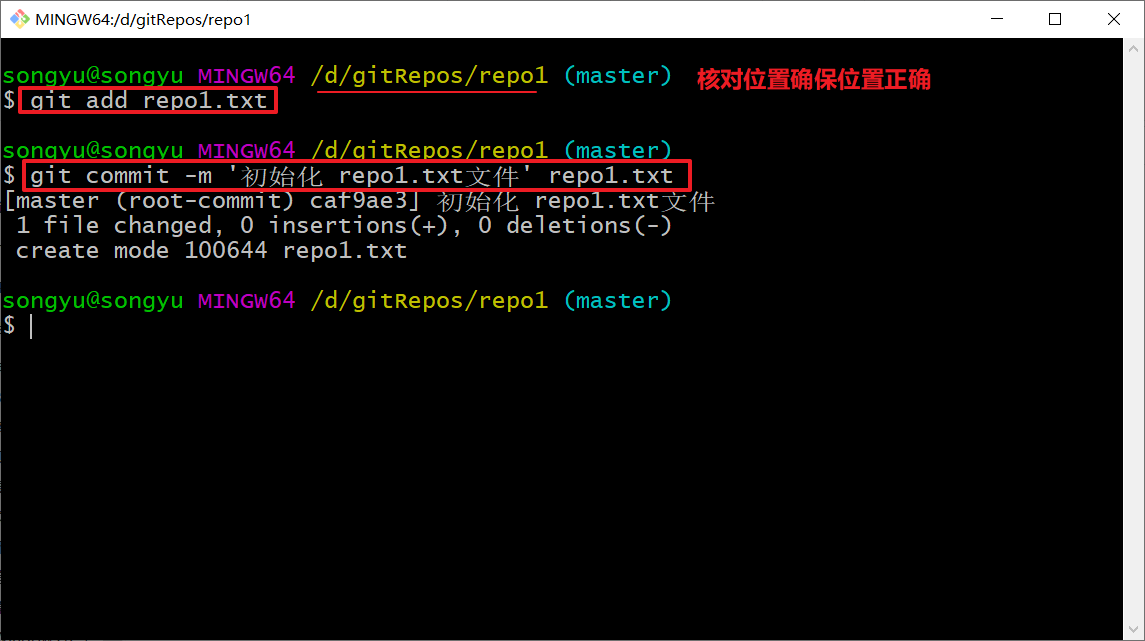 MINGW64:/d/gitRepos/repo1
songyu@songyu MINGW64 /d/gitRepos/repo1 (master) 核对位置确保位置正确
$ git add repo1.txt
songyu@songyu MINGW64 /d/gitRepos/repo1 (master)
$ git commit -m '初始化 repo1.txt文件' repo1.txt
[master (root-commit) caf9ae3] 初始化 repo1.txt文件
1 file changed, 0 insertions(+), 0 deletions(-)
create mode 100644 repo1.txt
songyu@songyu MINGW64 /d/gitRepos/repo1 (master)
$